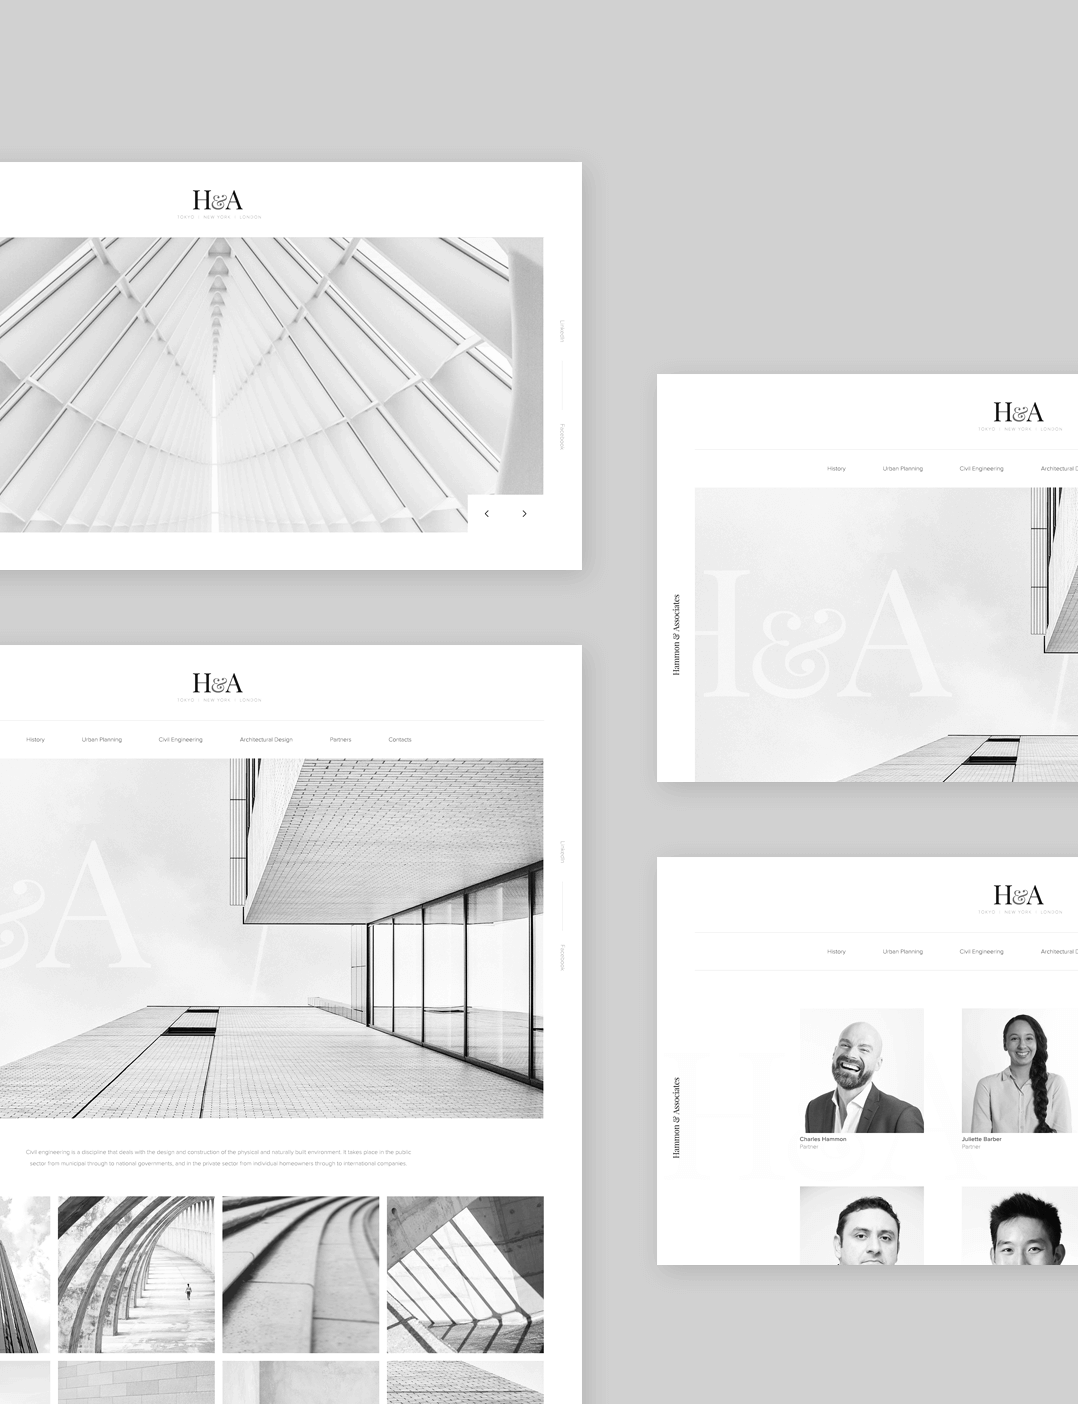 H&A
TOKYO · NEW YORK · LONDON
LinkedIn
Facebook
H&A
TOKYO · NEW YORK · LONDON
History Urban Planning Civil Engineering Architectural Design Partners Contacts
&A
LinkedIn
Facebook
Civil engineering is a discipline that deals with the design and construction of the physical and naturally built environment. It takes place in the public
sector from municipal through to national governments, and in the private sector from individual homeowners through to international companies.
H&A
TOKYO · NEW YORK · LONDON
History Urban Planning Civil Engineering Architectural D
H&A
Hammon & Associates
H&A
TOKYO · NEW YORK · LONDON
History Urban Planning Civil Engineering Architectural D
Hammon & Associates
Charles Hammon
Partner
Juliette Barber
Partner